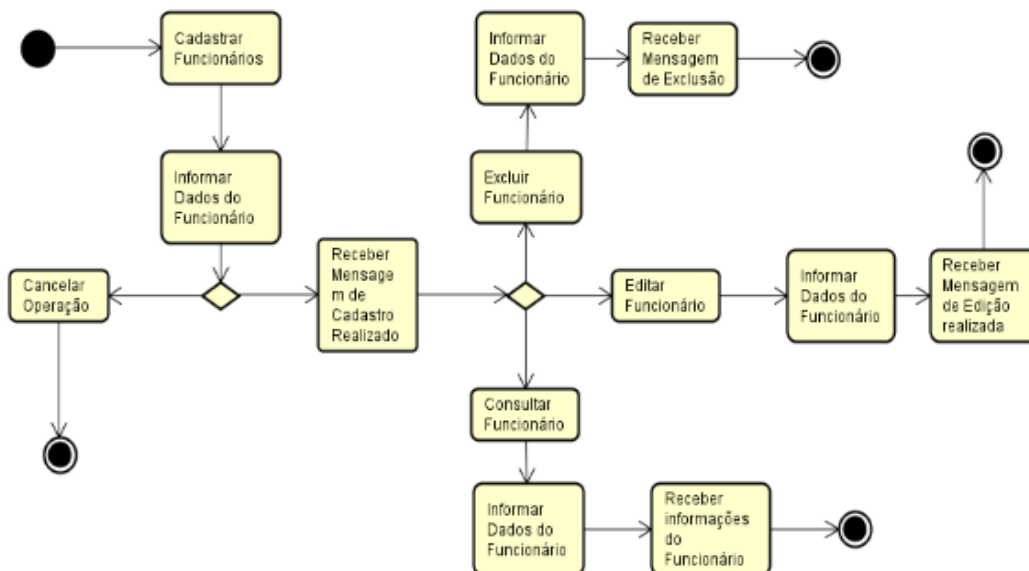 Cadastrar
Funcionários
Informar
Dados do
Funcionário
Cancelar
Operação
Receber
Mensage
m de
Cadastro
Realizado
Informar
Dados do
Funcionário
Receber
Mensagem
de Exclusão
Excluir
Funcionário
Editar
Funcionário
Informar
Dados do
Funcionário
Receber
Mensagem
de Edição
realizada
Consultar
Funcionário
Informar
Dados do
Funcionário
Receber
informações
do
Funcionário